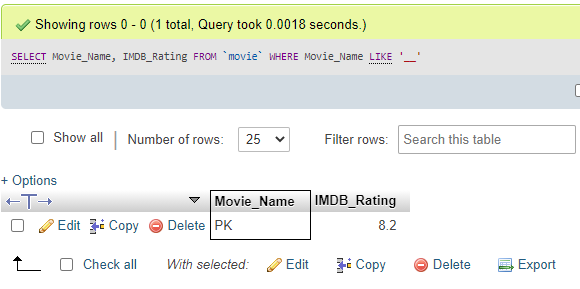 Showing rows 0 - 0 (1 total, Query took 0.0018 seconds.)
SELECT Movie_Name, IMDB_Rating FROM `movie` WHERE Movie_Name LIKE '__'
Show all | Number of rows: 25 Filter rows: Search this table
+ Options
←T→ Movie_Name IMDB_Rating
Edit Copy Delete PK 8.2
Check all With selected: Edit Copy Delete Export